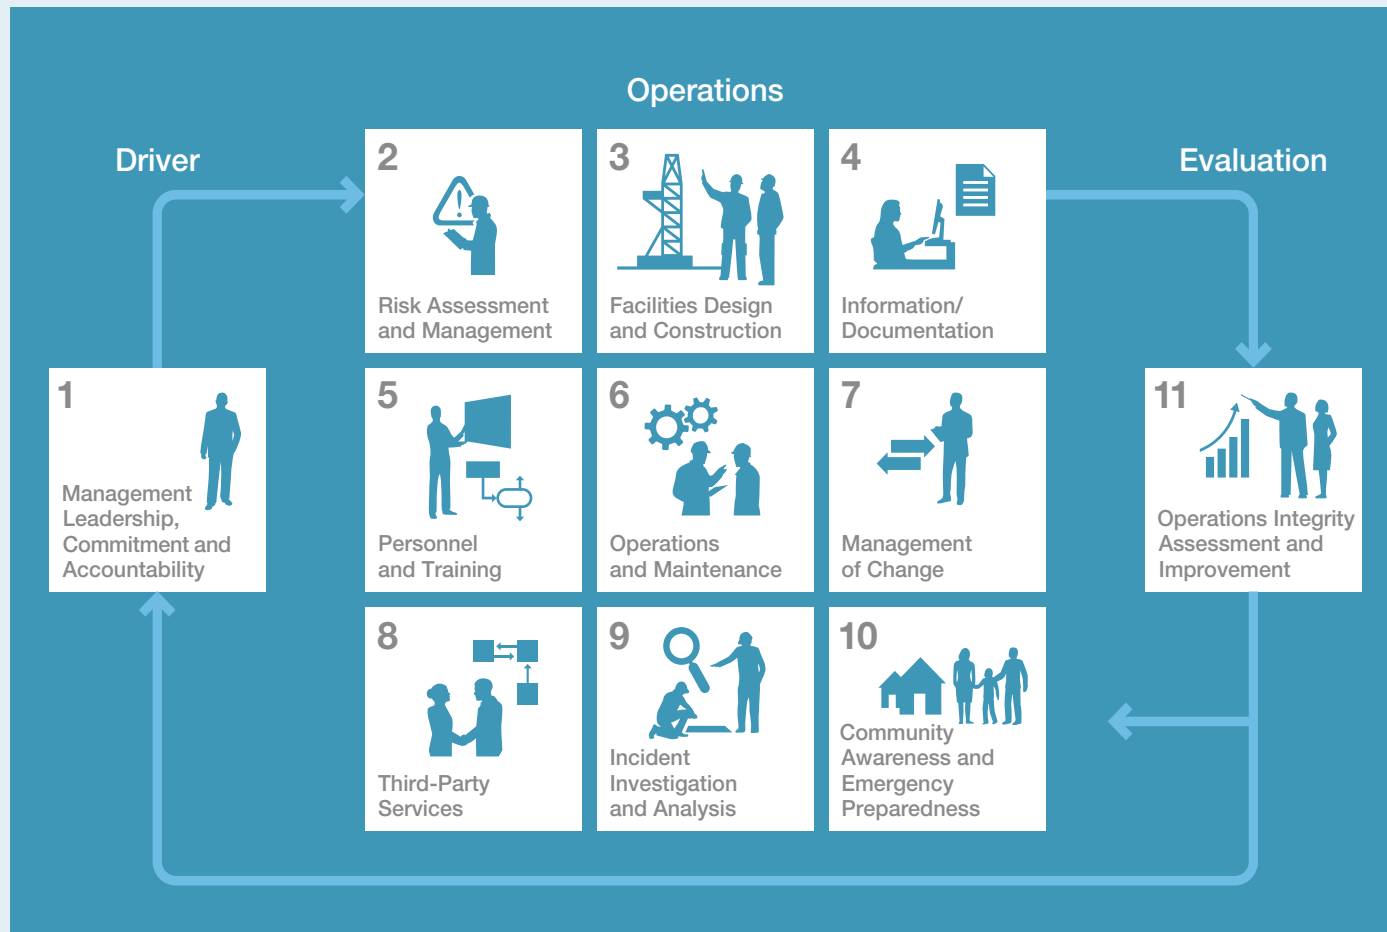 Operations
Driver
Evaluation
2
Risk Assessment
and Management
3
Facilities Design
and Construction
4
Information/
Documentation
1
Management
Leadership,
Commitment and
Accountability
5
Personnel
and Training
6
Operations
and Maintenance
7
Management
of Change
11
Operations Integrity
Assessment and
Improvement
8
Third-Party
Services
9
Incident
Investigation
and Analysis
10
Community
Awareness and
Emergency
Preparedness